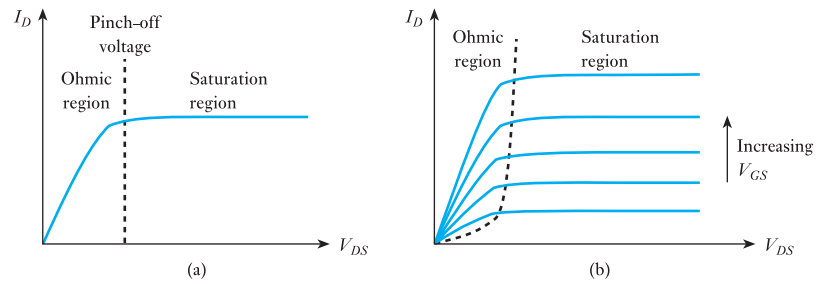 I_D
Pinch–off
voltage
Ohmic
region
Saturation
region
V_DS
(a)
I_D
Ohmic
region
Saturation
region
Increasing
V_GS
V_DS
(b)